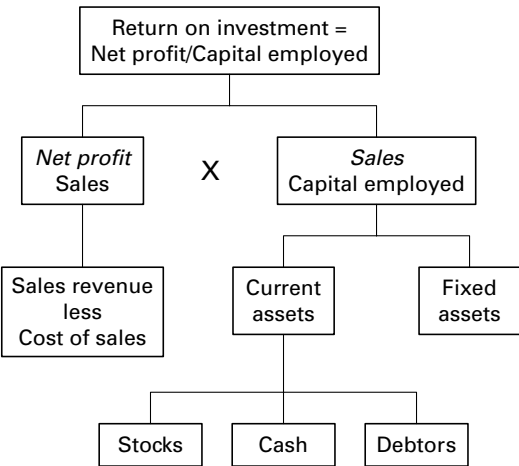 Return on investment =
Net profit/Capital employed
Net profit
Sales
X
Sales
Capital employed
Sales revenue
less
Cost of sales
Current
assets
Fixed
assets
Stocks
Cash
Debtors